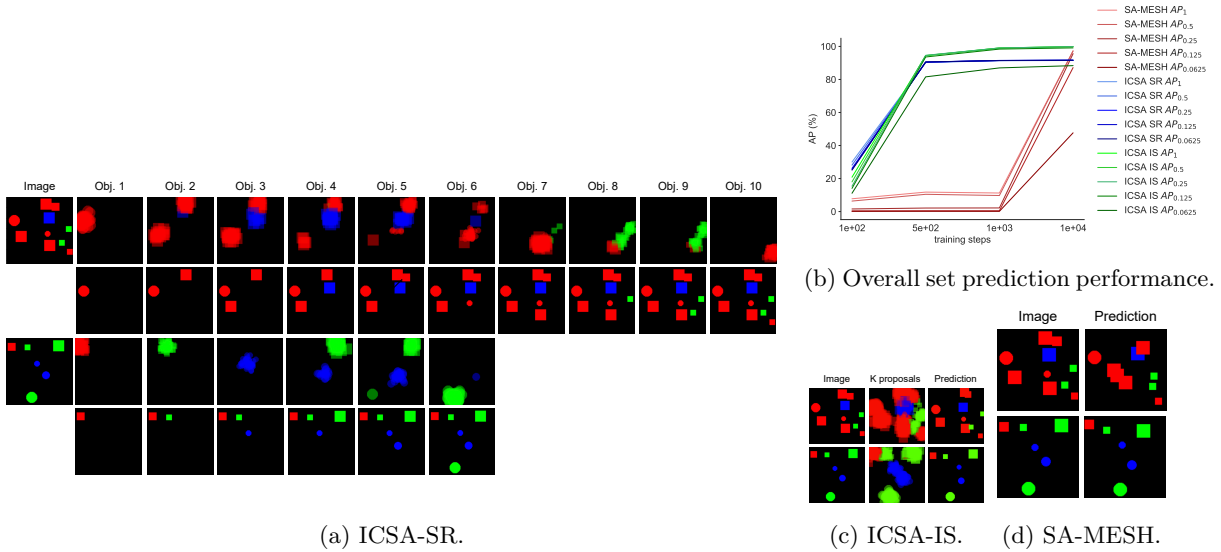 Image Obj. 1 Obj. 2 Obj. 3 Obj. 4 Obj. 5 Obj. 6 Obj. 7 Obj. 8 Obj. 9 Obj. 10
(a) ICSA-SR.
SA-MESH AP1
SA-MESH AP0.5
SA-MESH AP0.25
SA-MESH AP0.125
SA-MESH AP0.0625
ICSA SR AP1
ICSA SR AP0.5
ICSA SR AP0.25
ICSA SR AP0.125
ICSA SR AP0.0625
ICSA IS AP1
ICSA IS AP0.5
ICSA IS AP0.25
ICSA IS AP0.125
ICSA IS AP0.0625
100
80
60
40
20
0
AP (%)
1e+02 5e+02 1e+03 1e+04
training steps
(b) Overall set prediction performance.
Image K proposals Prediction
(c) ICSA-IS.
Image Prediction
(d) SA-MESH.